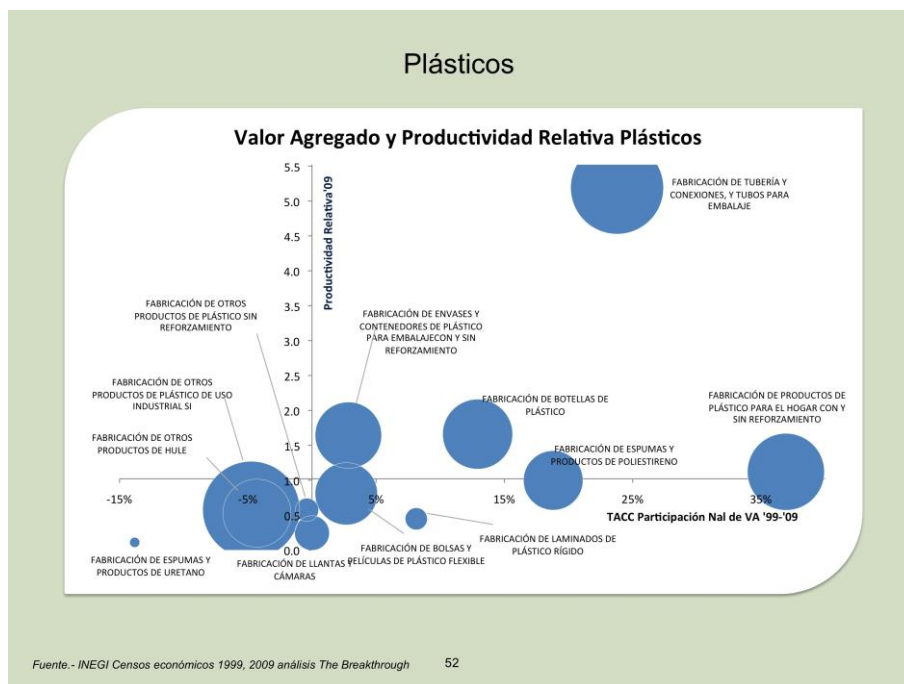 Plásticos
Valor Agregado y Productividad Relativa Plásticos
5.5
5.0
4.5
4.0
3.5
3.0
2.5
2.0
1.5
1.0
0.5
0.0
Productividad Relativa'09
FABRICACIÓN DE TUBERÍA Y
CONEXIONES, Y TUBOS PARA
EMBALAJE
FABRICACIÓN DE OTROS
PRODUCTOS DE PLÁSTICO SIN
REFORZAMIENTO
FABRICACIÓN DE ENVASES Y
CONTENEDORES DE PLÁSTICO
PARA EMBALAJECON Y SIN
REFORZAMIENTO
FABRICACIÓN DE OTROS
PRODUCTOS DE PLÁSTICO DE USO
INDUSTRIAL SI
FABRICACIÓN DE BOTELLAS DE
PLÁSTICO
FABRICACIÓN DE PRODUCTOS DE
PLÁSTICO PARA EL HOGAR CON Y
SIN REFORZAMIENTO
FABRICACIÓN DE OTROS
PRODUCTOS DE HULE
FABRICACIÓN DE ESPUMAS Y
PRODUCTOS DE POLIESTIRENO
-15%
-5%
5%
15%
25%
35%
TACC Participación Nal de VA '99-'09
FABRICACIÓN DE ESPUMAS Y
PRODUCTOS DE URETANO
FABRICACIÓN DE LLANTAS Y
CÁMARAS
FABRICACIÓN DE BOLSAS Y
PELÍCULAS DE PLÁSTICO FLEXIBLE
FABRICACIÓN DE LAMINADOS DE
PLÁSTICO RÍGIDO
Fuente.- INEGI Censos económicos 1999, 2009 análisis The Breakthrough
52